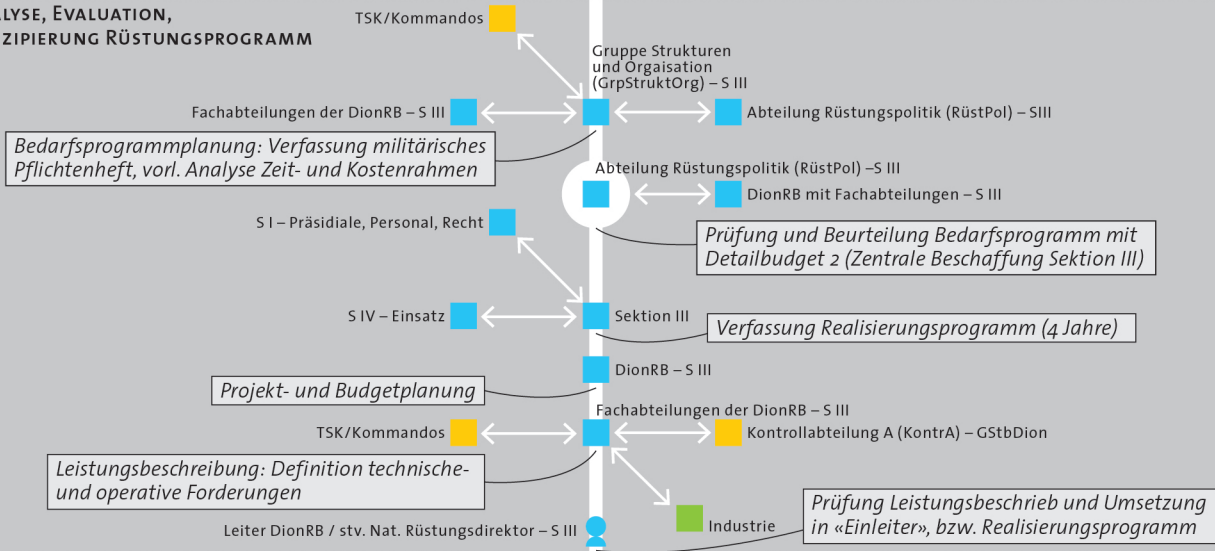 LYSE, EVALUATION,
ZIPIERUNG RÜSTUNGSPROGRAMM
TSK/Kommandos
Gruppe Strukturen
und Orgaisation
(GrpStruktOrg) – S III
Fachabteilungen der DionRB – S III
Abteilung Rüstungspolitik (RüstPol) – SIII
Bedarfsprogrammplanung: Verfassung militärisches
Pflichtenheft, vorl. Analyse Zeit- und Kostenrahmen
Abteilung Rüstungspolitik (RüstPol) –S III
DionRB mit Fachabteilungen – S III
S I – Präsidiale, Personal, Recht
Prüfung und Beurteilung Bedarfsprogramm mit
Detailbudget 2 (Zentrale Beschaffung Sektion III)
S IV – Einsatz
Sektion III
Verfassung Realisierungsprogramm (4 Jahre)
DionRB – S III
Projekt- und Budgetplanung
Fachabteilungen der DionRB – S III
TSK/Kommandos
Kontrollabteilung A (KontrA) – GStbDion
Leistungsbeschreibung: Definition technische-
und operative Forderungen
Prüfung Leistungsbeschrieb und Umsetzung
in «Einleiter», bzw. Realisierungsprogramm
Industrie
Leiter DionRB / stv. Nat. Rüstungsdirektor – S III